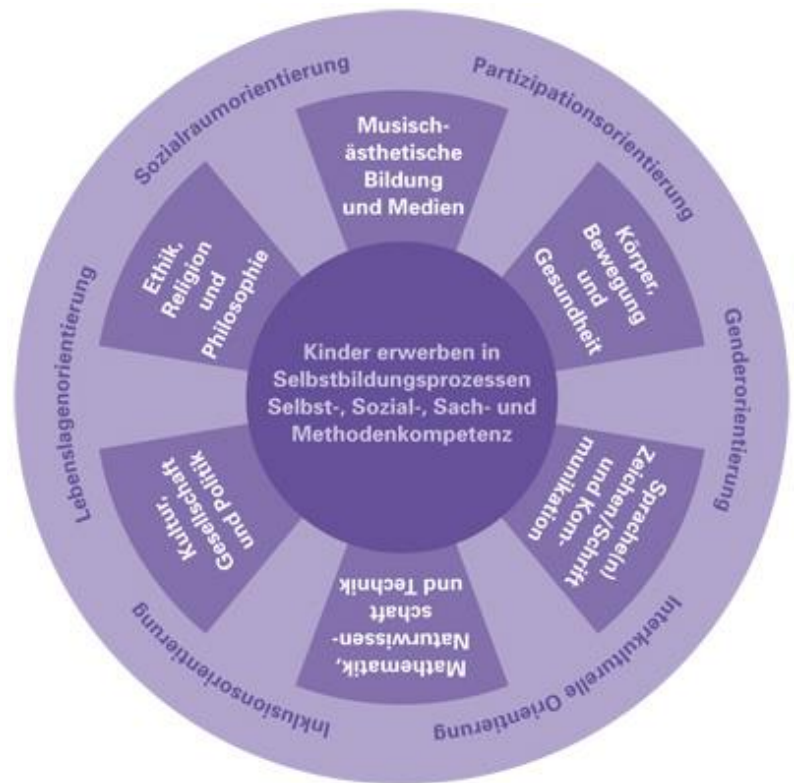 Kinder erwerben in
Selbstbildungsprozessen
Selbst-, Sozial-, Sach- und
Methodenkompetenz
Musisch-
ästhetische
Bildung
und Medien
Körper,
Bewegung
und
Gesundheit
Sprache(n)
Zeichen/Schrift
und Kom-
munikation
Mathematik,
Naturwissen-
schaft
und Technik
Kultur,
Gesellschaft
und Politik
Ethik,
Religion
und
Philosophie
Partizipationsorientierung
Genderorientierung
Interkulturelle Orientierung
Inklusionsorientierung
Lebenslagenorientierung
Sozialraumorientierung